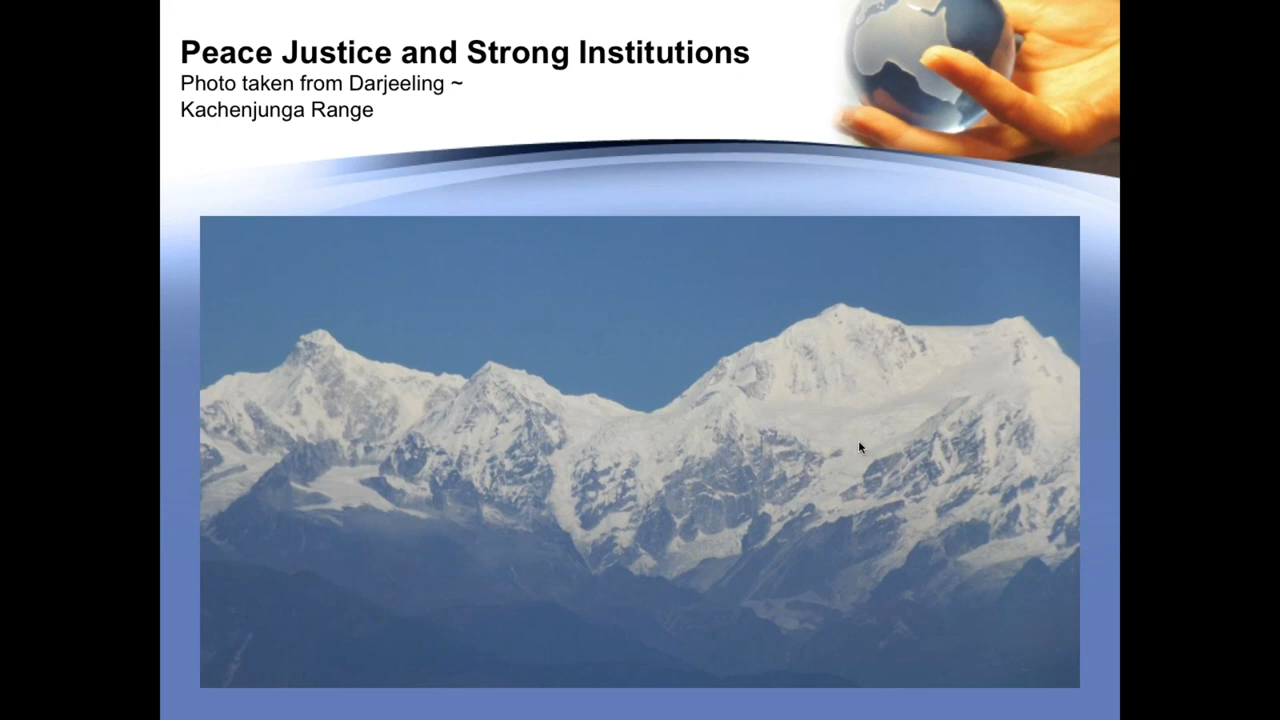 Peace Justice and Strong Institutions
Photo taken from Darjeeling ~
Kachenjunga Range